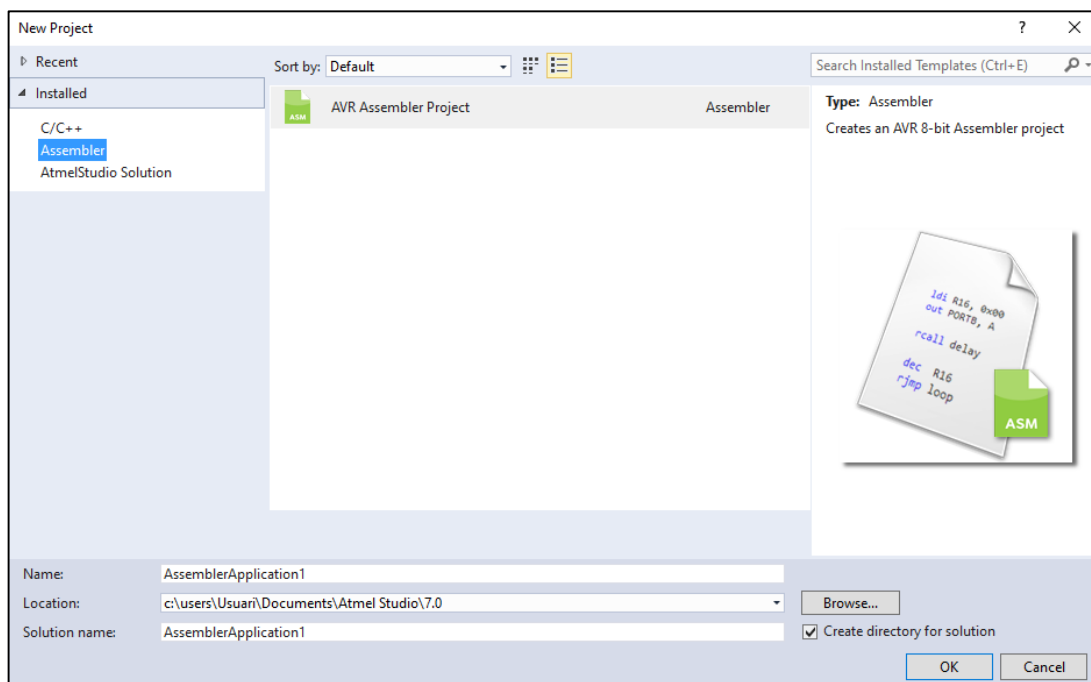 New Project
?
Recent
Sort by: Default
Search Installed Templates (Ctrl+E)
Installed
C/C++
Assembler
AtmelStudio Solution
ASM
AVR Assembler Project
Assembler
Type: Assembler
Creates an AVR 8-bit Assembler project
ldi R16, 0x00
out PORTB, A
rcall delay
dec R16
rjmp loop
ASM
Name: AssemblerApplication1
Location: c:\users\Usuari\Documents\Atmel Studio\7.0
Browse...
Solution name: AssemblerApplication1
Create directory for solution
OK
Cancel